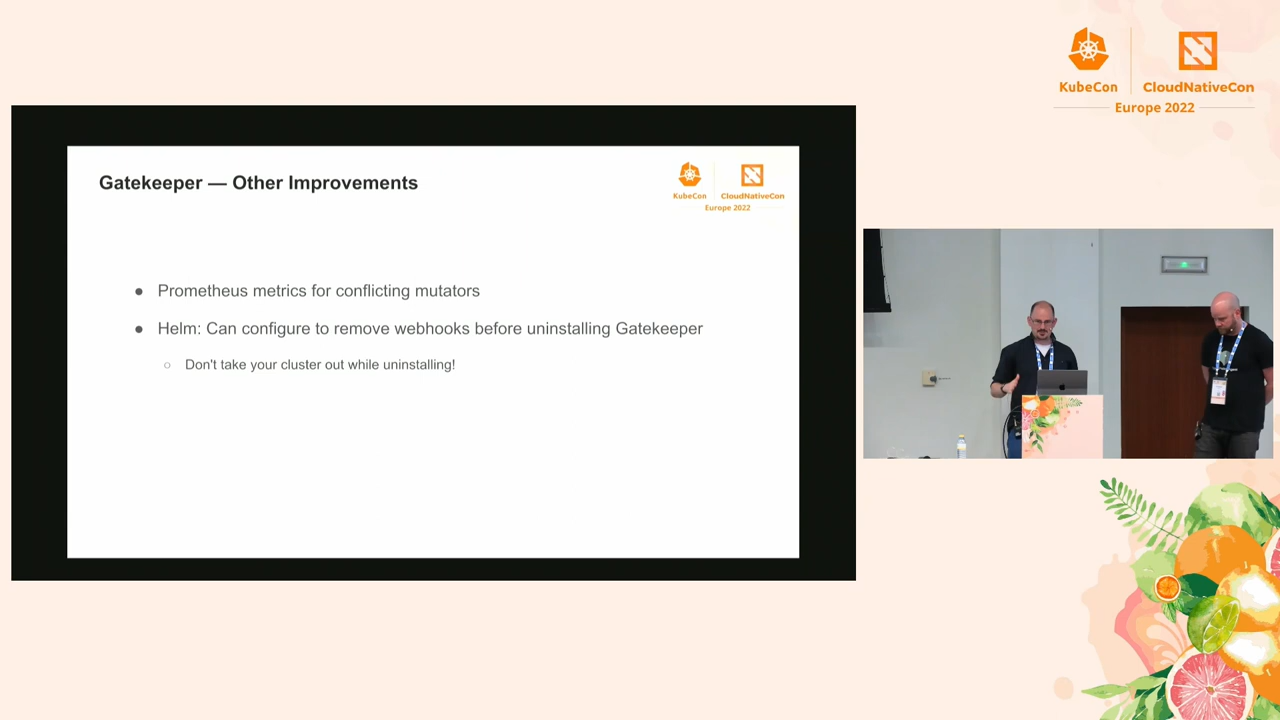 KubeCon
CloudNativeCon
Europe 2022
Gatekeeper — Other Improvements
KubeCon
CloudNativeCon
Europe 2022
● Prometheus metrics for conflicting mutators
● Helm: Can configure to remove webhooks before uninstalling Gatekeeper
○ Don't take your cluster out while uninstalling!